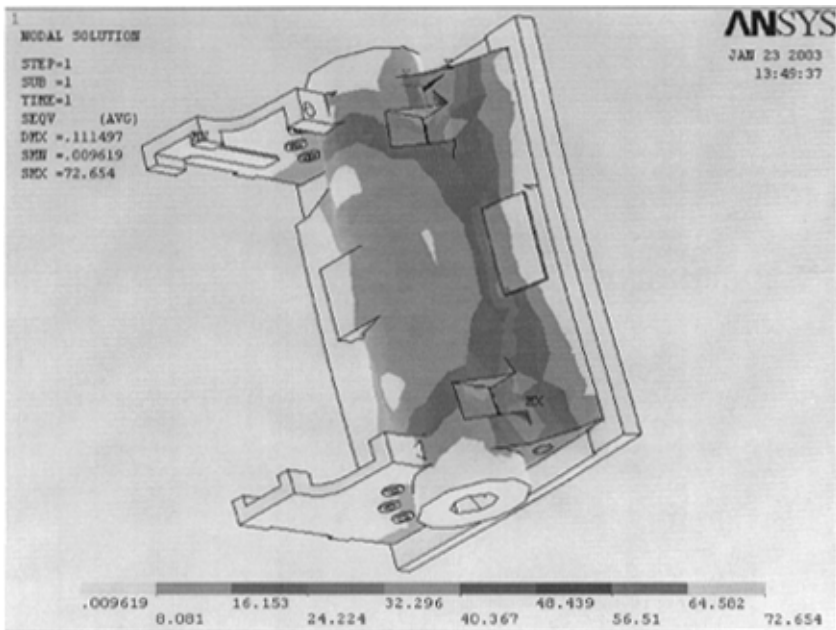 1
NODAL SOLUTION
STEP=1
SUB =1
TIME=1
SEQV (AVG)
DMX =.111497
SMN =.009619
SMX =72.654
ANSYS
JAN 23 2003
13:49:37
MX
.009619 16.153 32.296 48.439 64.582
8.081 24.224 40.367 56.51 72.654